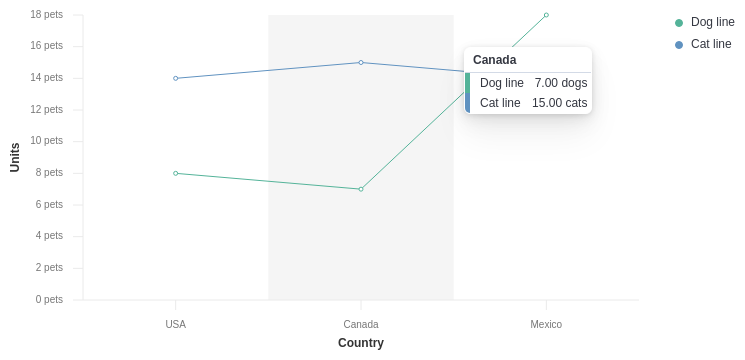 18 pets
16 pets
14 pets
12 pets
10 pets
8 pets
6 pets
4 pets
2 pets
0 pets
Units
USA
Canada
Mexico
Country
Canada
Dog line 7.00 dogs
Cat line 15.00 cats
Dog line
Cat line